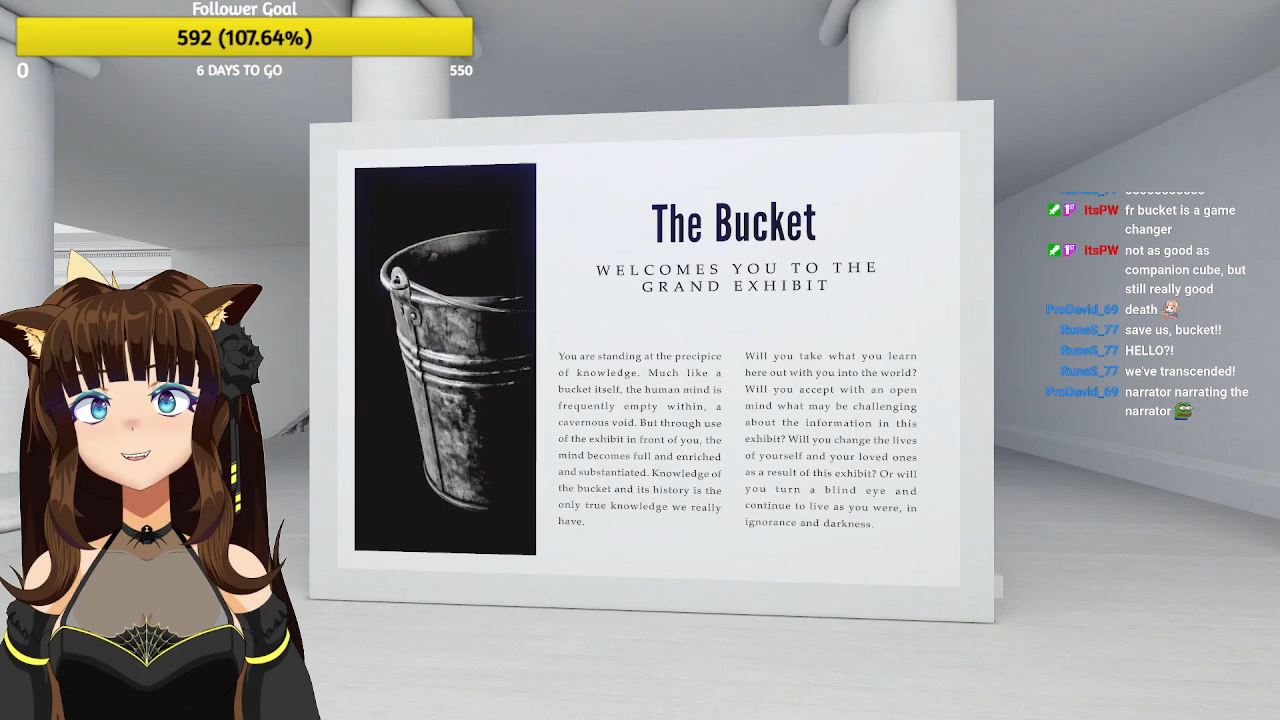 Follower Goal
592 (107.64%)
0
6 DAYS TO GO
550
The Bucket
WELCOMES YOU TO THE
GRAND EXHIBIT
You are standing at the precipice
of knowledge. Much like a
bucket itself, the human mind is
frequently empty within, a
cavernous void. But through use
of the exhibit in front of you, the
mind becomes full and enriched
and substantiated. Knowledge of
the bucket and its history is the
only true knowledge we really
have.
Will you take what you learn
here out with you into the world?
Will you accept with an open
mind what may be challenging
about the information in this
exhibit? Will you change the lives
of yourself and your loved ones
as a result of this exhibit? Or will
you turn a blind eye and
continue to live as you were, in
ignorance and darkness.
ItsPW fr bucket is a game
changer
ItsPW not as good as
companion cube, but
still really good
ProDavid_69 death
RuneS_77 save us, bucket!!
RuneS_77 HELLO?!
RuneS_77 we've transcended!
ProDavid_69 narrator narrating the
narrator